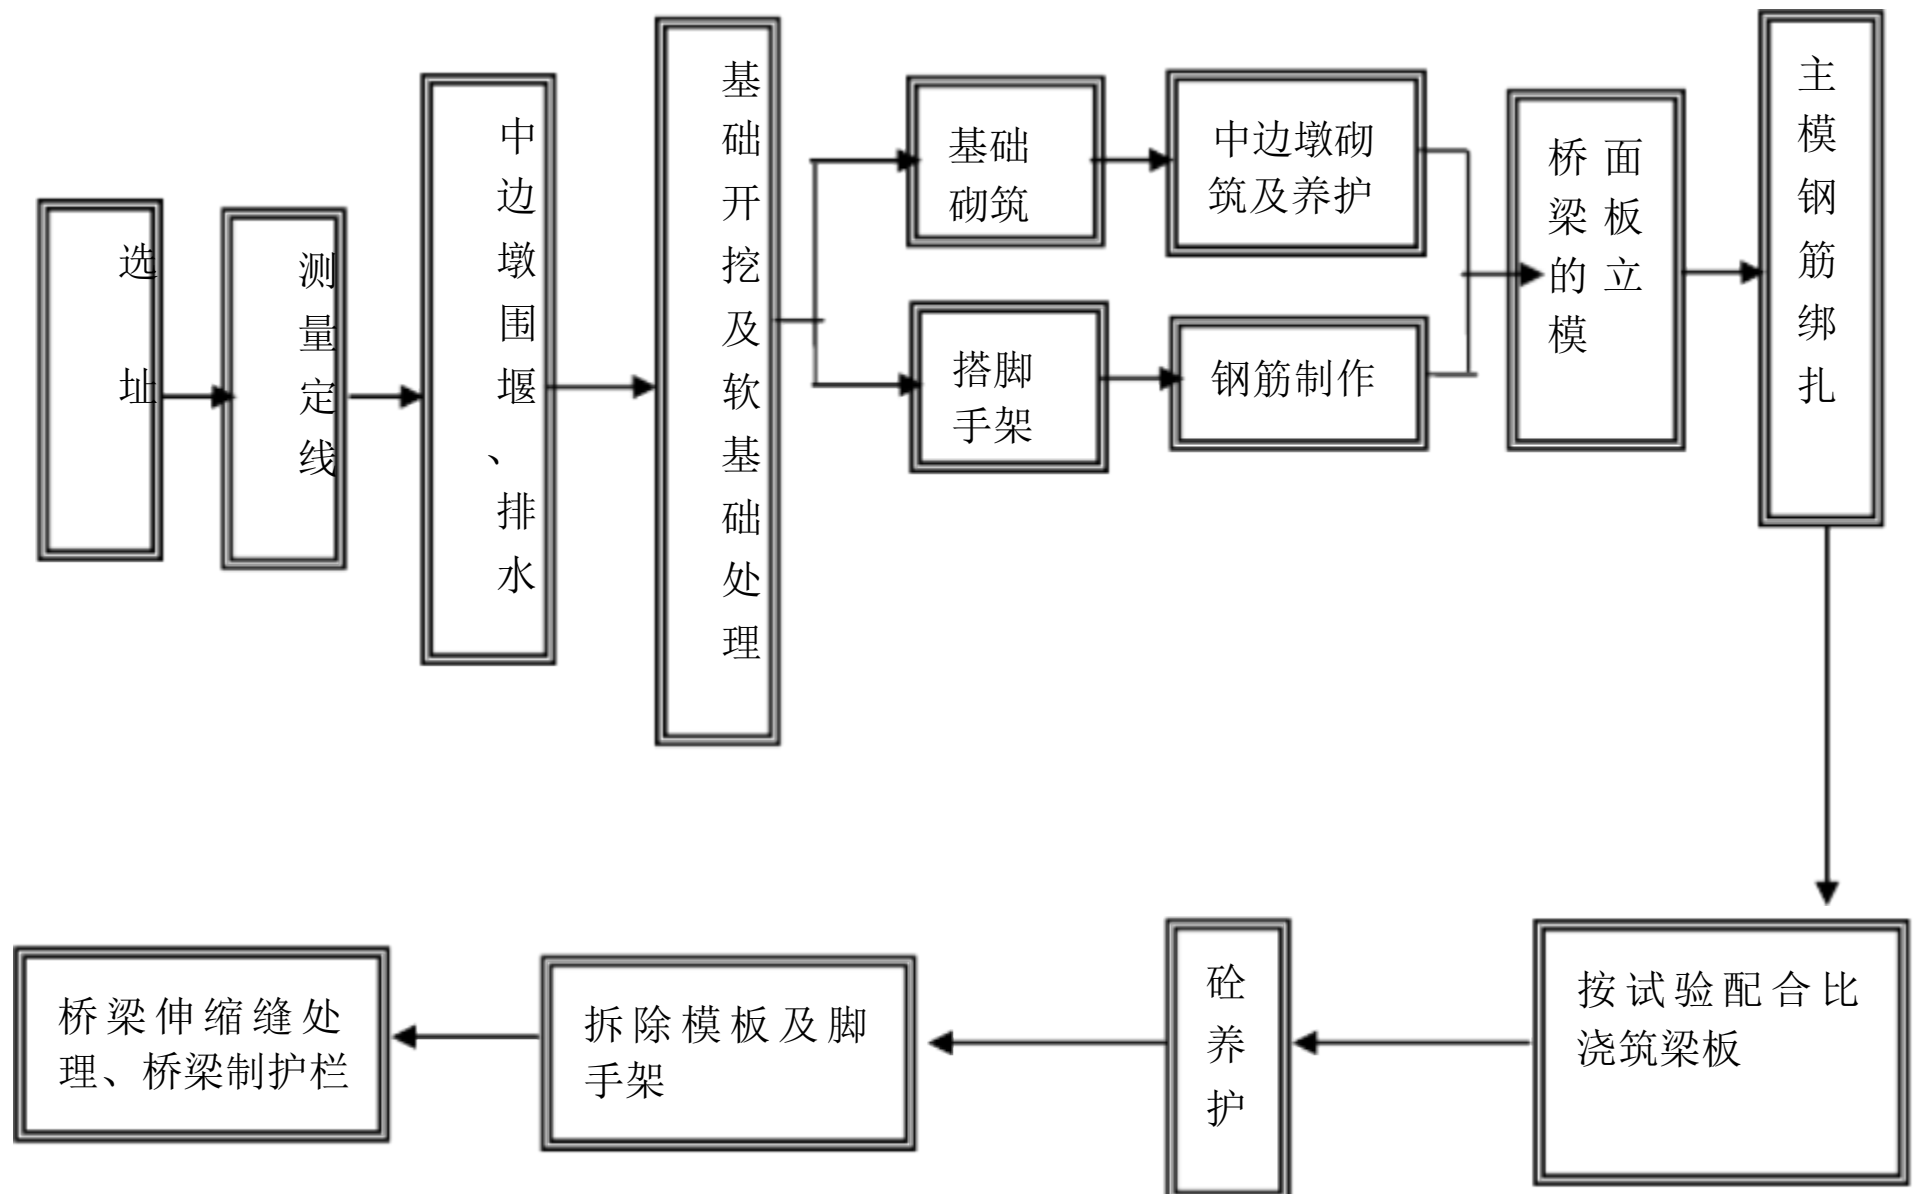 选址
测量定线
中边墩围堰、排水
基础开挖及软基础处理
基础
砌筑
中边墩砌
筑及养护
搭脚
手架
钢筋制作
桥面
梁板
的立
模
主模钢筋绑扎
按试验配合比
浇筑梁板
砼养护
拆除模板及脚
手架
桥梁伸缩缝处
理、桥梁制护栏